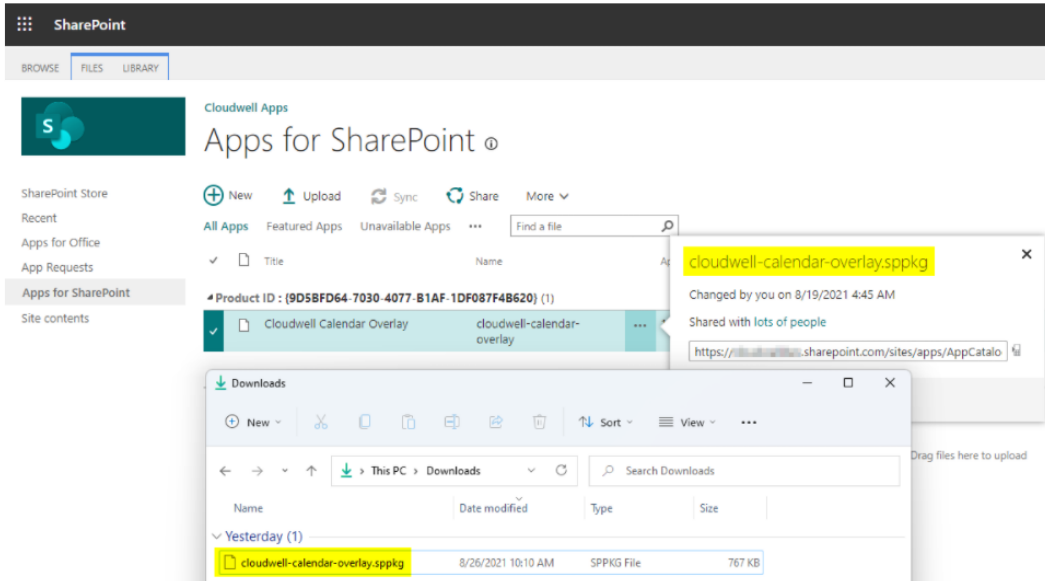 SharePoint
BROWSE FILES LIBRARY
S
Cloudwell Apps
Apps for SharePoint
SharePoint Store
Recent
Apps for Office
App Requests
Apps for SharePoint
Site contents
New Upload Sync Share More
All Apps Featured Apps Unavailable Apps ... Find a file
Title Name Ap
Product ID : {9D5BFD64-7030-4077-B1AF-1DF087F4B620} (1)
Cloudwell Calendar Overlay cloudwell-calendar-
overlay
...
cloudwell-calendar-overlay.sppkg
Changed by you on 8/19/2021 4:45 AM
Shared with lots of people
https:// .sharepoint.com/sites/apps/AppCatalo
Drag files here to upload
Downloads
New Sort View ...
This PC > Downloads Search Downloads
Name Date modified Type Size
Yesterday (1)
cloudwell-calendar-overlay.sppkg 8/26/2021 10:10 AM SPPKG File 767 KB